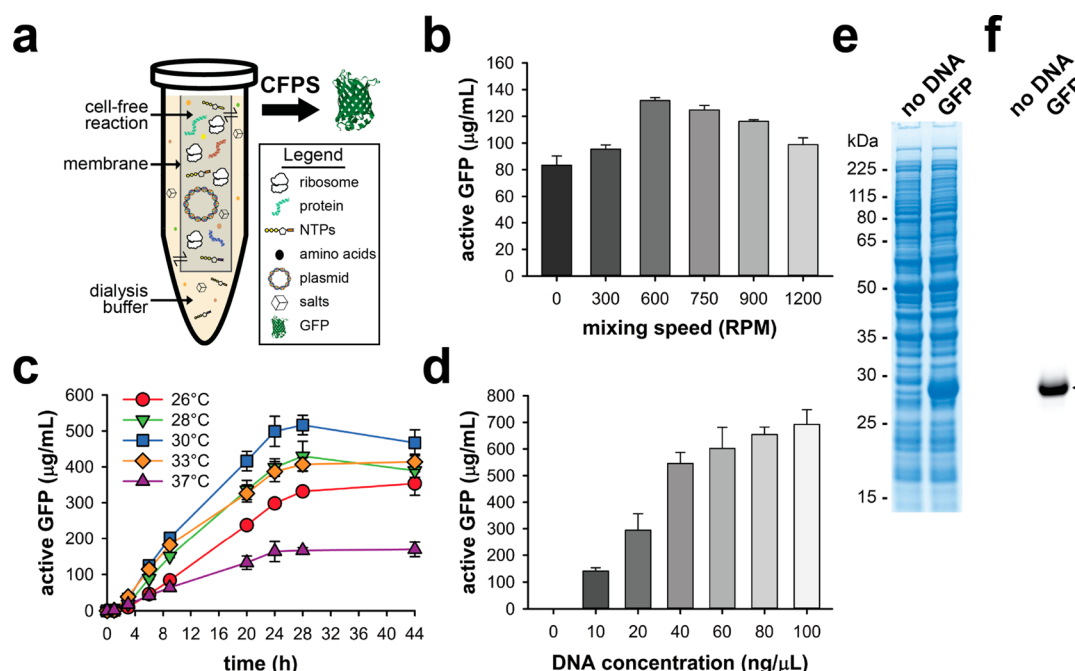 a
cell-free
reaction
membrane
dialysis
buffer
CFPS
Legend
ribosome
protein
NTPs
amino acids
plasmid
salts
GFP
b
active GFP (μg/mL)
160
140
120
100
80
60
40
20
0
0 300 600 750 900 1200
mixing speed (RPM)
c
active GFP (μg/mL)
600
500
400
300
200
100
0
26°C
28°C
30°C
33°C
37°C
0 4 8 12 16 20 24 28 32 36 40 44
time (h)
d
active GFP (μg/mL)
800
700
600
500
400
300
200
100
0
0 10 20 40 60 80 100
DNA concentration (ng/μL)
e
no DNA
GFP
kDa
225 -
115 -
80 -
65 -
50 -
35 -
30 -
25 -
15 -
f
no DNA
GFP